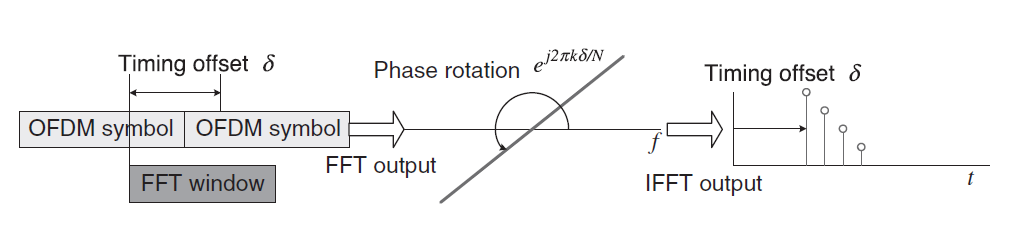 Timing offset δ
OFDM symbol
OFDM symbol
FFT window
FFT output
Phase rotation e^{j2πkδ/N}
f
Timing offset δ
IFFT output
t